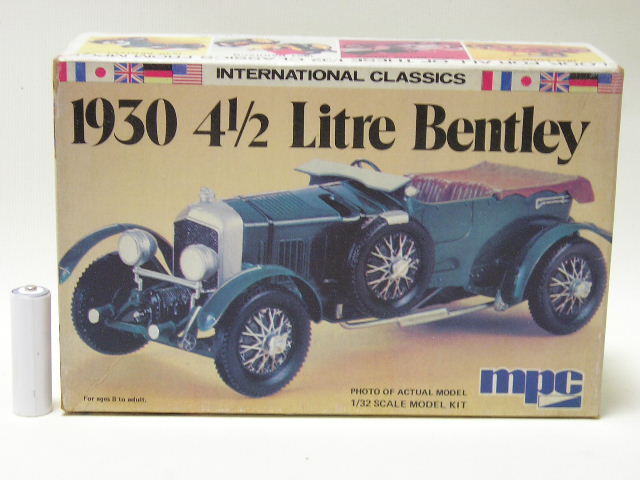 INTERNATIONAL CLASSICS
1930 4½ Litre Bentley
PHOTO OF ACTUAL MODEL
1/32 SCALE MODEL KIT
mpc
For ages 8 to adult.